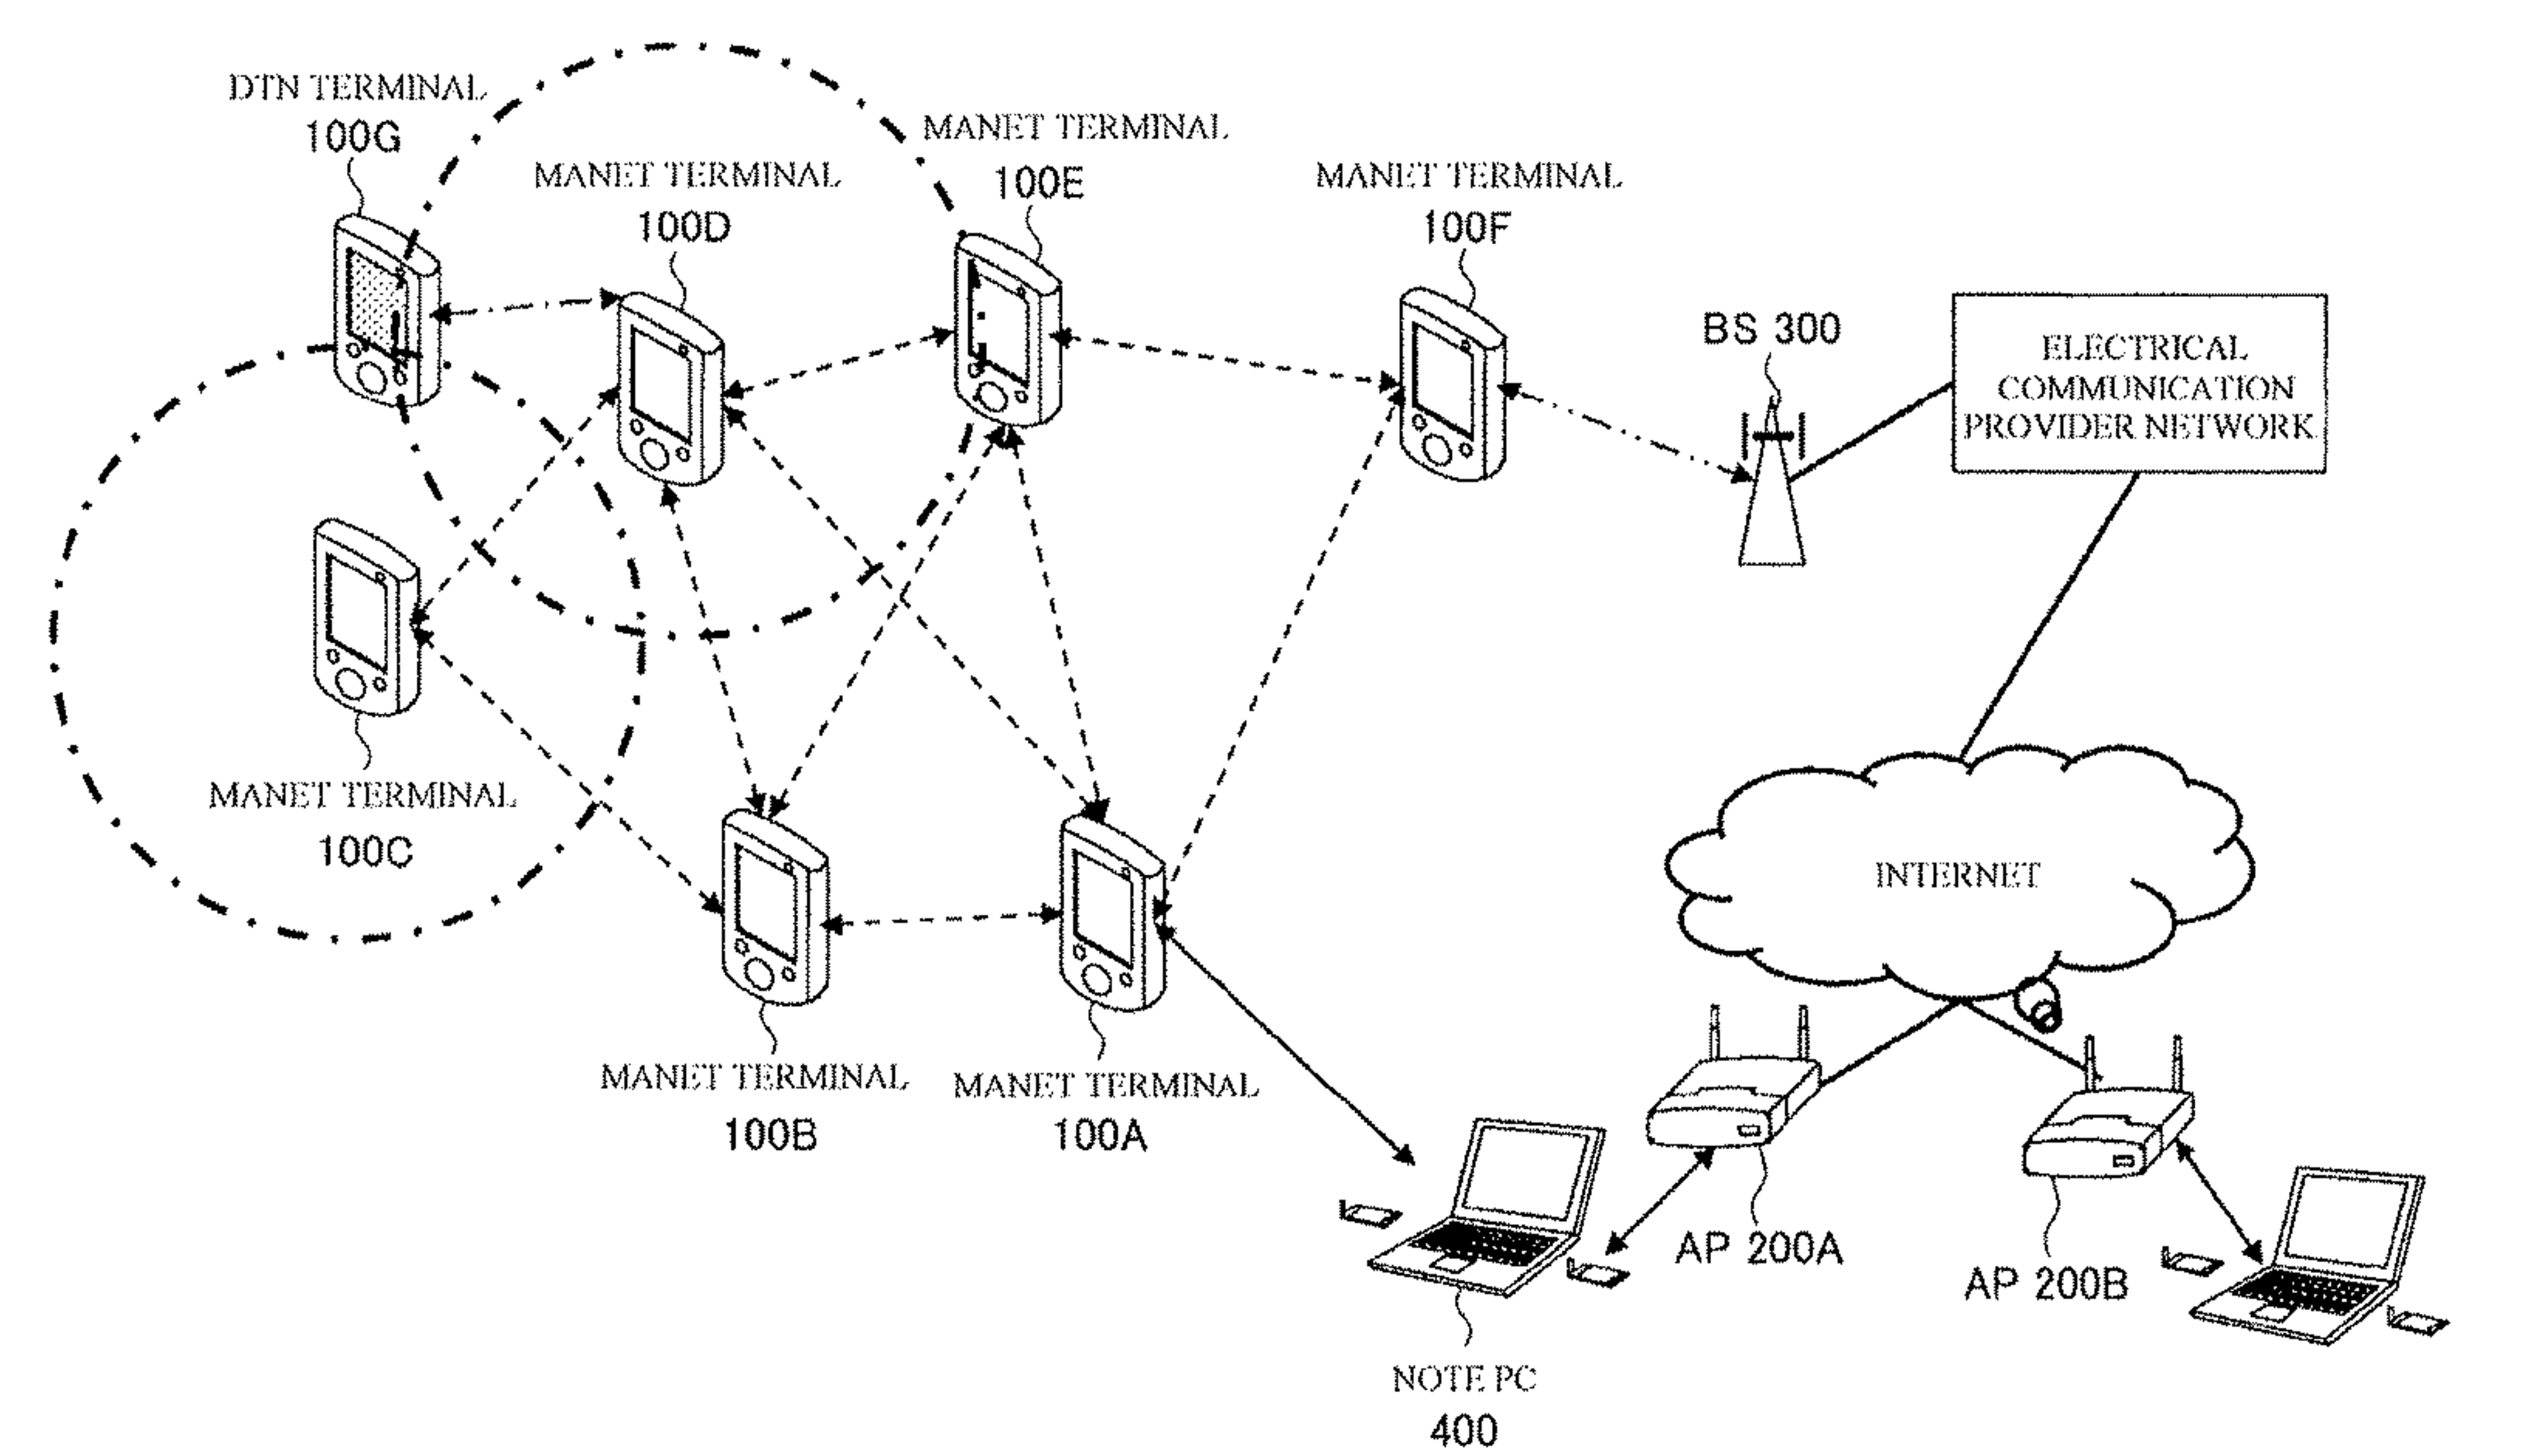 DTN TERMINAL
100G
MANET TERMINAL
100D
MANET TERMINAL
100E
MANET TERMINAL
100F
BS 300
ELECTRICAL
COMMUNICATION
PROVIDER NETWORK
MANET TERMINAL
100C
INTERNET
MANET TERMINAL
100B
MANET TERMINAL
100A
AP 200A
AP 200B
NOTE PC
400